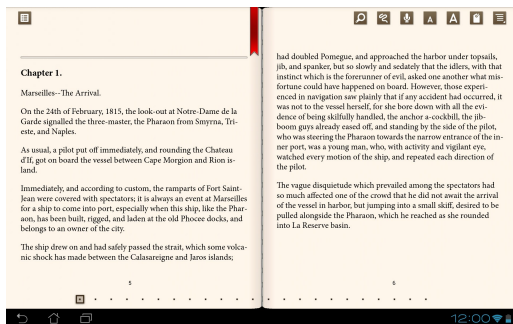 Chapter 1.
Marseilles--The Arrival.
On the 24th of February, 1815, the look-out at Notre-Dame de la
Garde signalled the three-master, the Pharaon from Smyrna, Tri-
este, and Naples.
As usual, a pilot put off immediately, and rounding the Chateau
d'If, got on board the vessel between Cape Morgion and Rion is-
land.
Immediately, and according to custom, the ramparts of Fort Saint-
Jean were covered with spectators; it is always an event at Marseilles
for a ship to come into port, especially when this ship, like the Phar-
aon, has been built, rigged, and laden at the old Phocee docks, and
belongs to an owner of the city.
The ship drew on and had safely passed the strait, which some volca-
nic shock has made between the Calasareigne and Jaros islands;
5
A A
had doubled Pomegue, and approached the harbor under topsails,
jib, and spanker, but so slowly and sedately that the idlers, with that
instinct which is the forerunner of evil, asked one another what mis-
fortune could have happened on board. However, those experi-
enced in navigation saw plainly that if any accident had occurred, it
was not to the vessel herself, for she bore down with all the evi-
dence of being skilfully handled, the anchor a-cockbill, the jib-
boom guys already eased off, and standing by the side of the pilot,
who was steering the Pharaon towards the narrow entrance of the in-
ner port, was a young man, who, with activity and vigilant eye,
watched every motion of the ship, and repeated each direction of
the pilot.
The vague disquietude which prevailed among the spectators had
so much affected one of the crowd that he did not await the arrival
of the vessel in harbor, but jumping into a small skiff, desired to be
pulled alongside the Pharaon, which he reached as she rounded
into La Reserve basin.
6
12:00